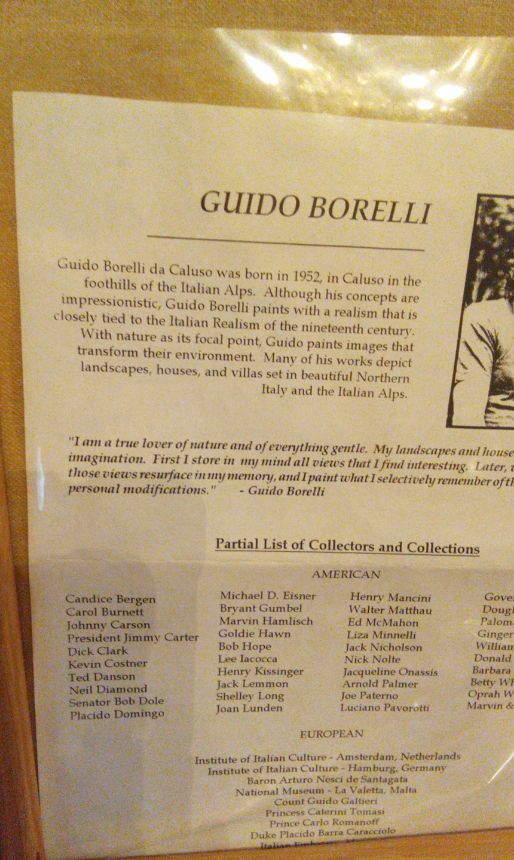 GUIDO BORELLI
Guido Borelli da Caluso was born in 1952, in Caluso in the
foothills of the Italian Alps. Although his concepts are
impressionistic, Guido Borelli paints with a realism that is
closely tied to the Italian Realism of the nineteenth century.
With nature as its focal point, Guido paints images that
transform their environment. Many of his works depict
landscapes, houses, and villas set in beautiful Northern
Italy and the Italian Alps.
"I am a true lover of nature and of everything gentle. My landscapes and house
imagination. First I store in my mind all views that I find interesting. Later,
those views resurface in my memory, and I paint what I selectively remember of
personal modifications." - Guido Borelli
Partial List of Collectors and Collections
AMERICAN
Candice Bergen
Carol Burnett
Johnny Carson
President Jimmy Carter
Dick Clark
Kevin Costner
Ted Danson
Neil Diamond
Senator Bob Dole
Placido Domingo
Michael D. Eisner
Bryant Gumbel
Marvin Hamlisch
Goldie Hawn
Bob Hope
Lee Iacocca
Henry Kissinger
Jack Lemmon
Shelley Long
Joan Lunden
Henry Mancini
Walter Matthau
Ed McMahon
Liza Minnelli
Jack Nicholson
Nick Nolte
Jacqueline Onassis
Arnold Palmer
Joe Paterno
Luciano Pavorotti
Gove
Doug
Palom
Ginger
William
Donald
Barbara
Betty W
Oprah W
Marvin &
EUROPEAN
Institute of Italian Culture - Amsterdam, Netherlands
Institute of Italian Culture - Hamburg, Germany
Baron Arturo Nesci de Santagata
National Museum - La Valetta, Malta
Count Guido Galtieri
Princess Caterini Tomasi
Prince Carlo Romanoff
Duke Placido Barra Caracciolo